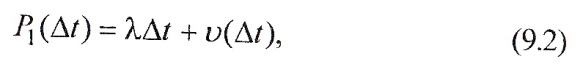 P₁(Δt) = λΔt + υ(Δt), (9.2)